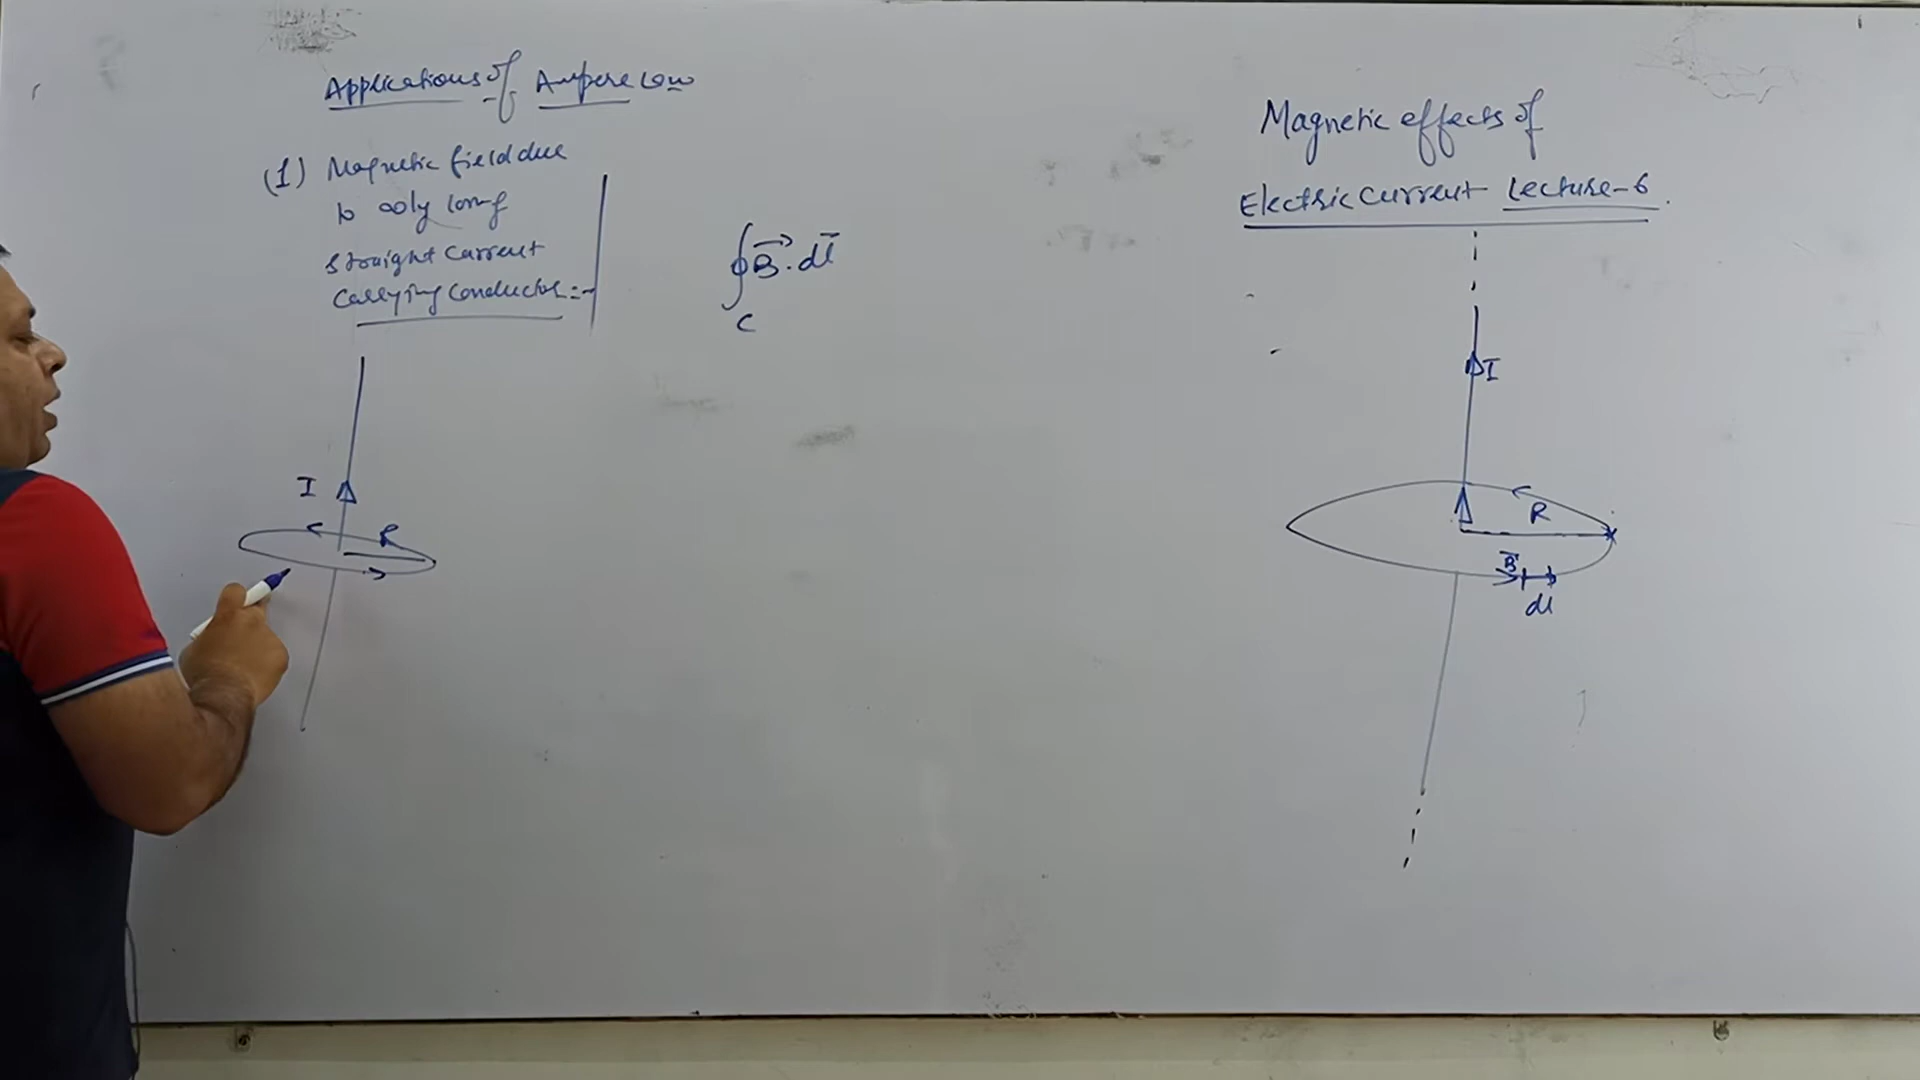 Applications of Ampere Law
(1) Magnetic field due
to ∞ly long
straight current
carrying conductor :-
∮ B⃗ . dl⃗
C
I
R
Magnetic effects of
Electric Current Lecture-6.
I
R
B⃗
dl